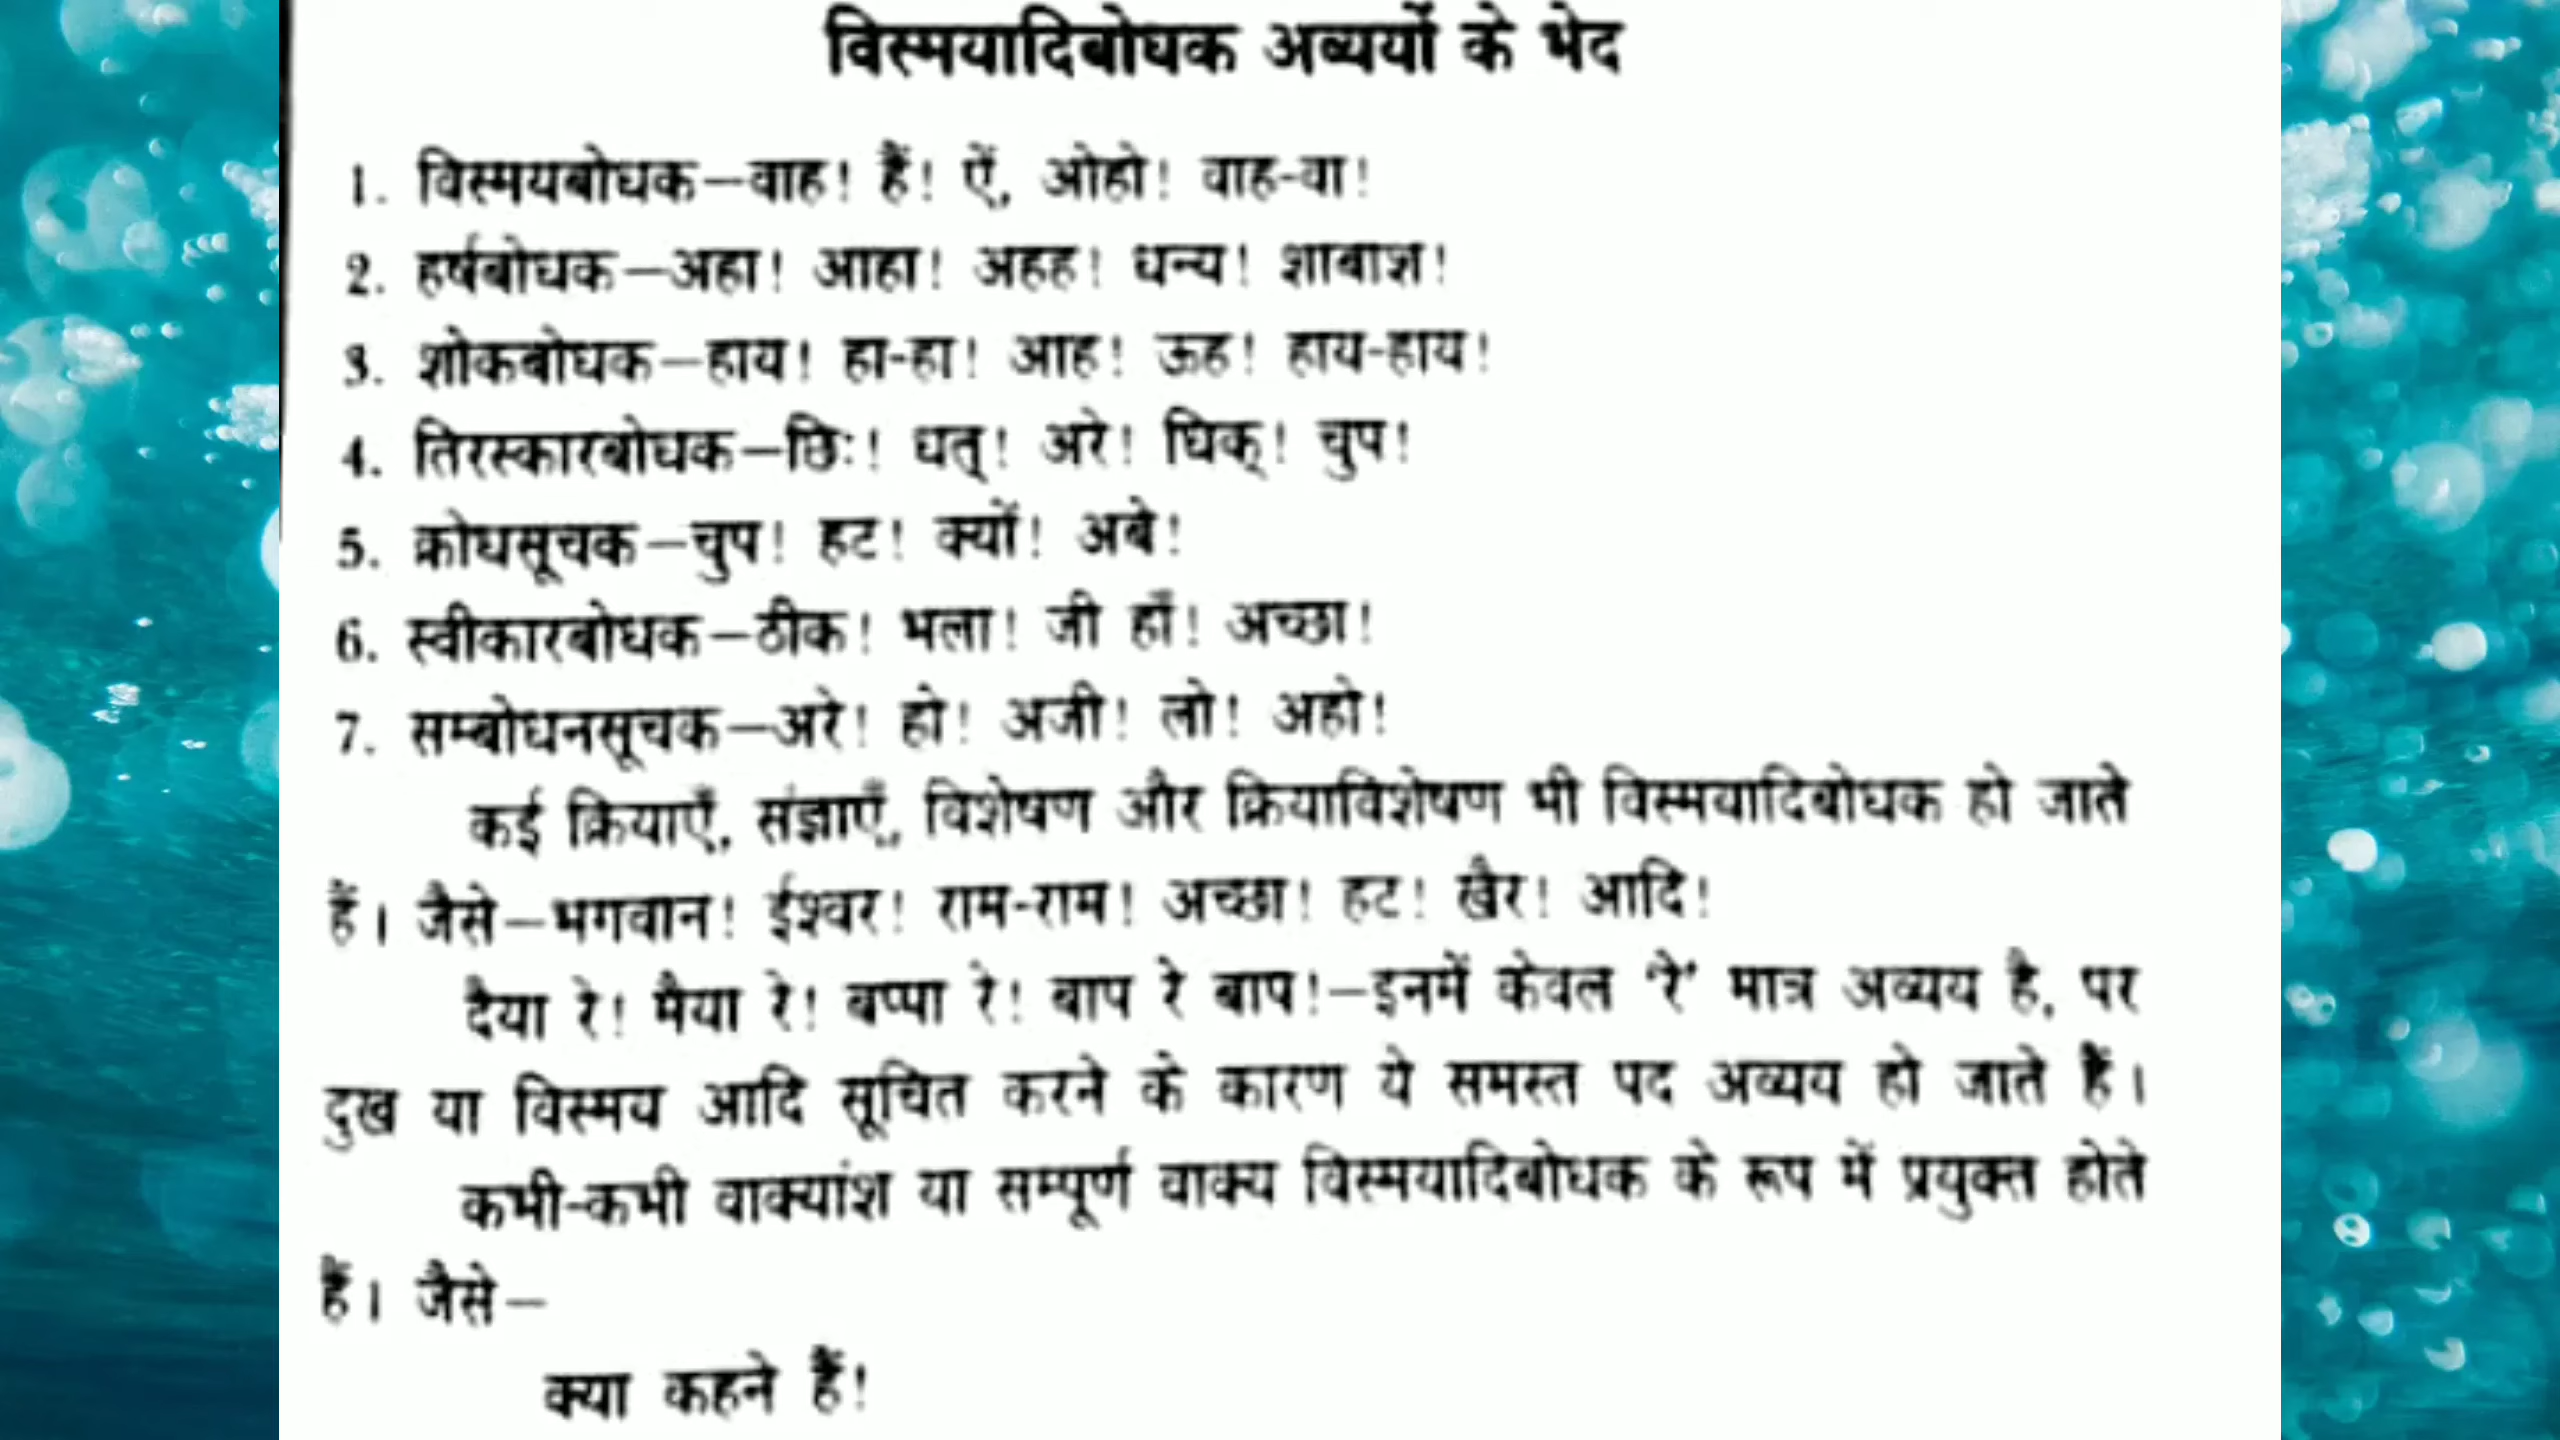 विस्मयादिबोधक अव्ययों के भेद
1. विस्मयबोधक—वाह! हैं! ऐं, ओहो! वाह-वा!
2. हर्षबोधक—अहा! आहा! अहह! धन्य! शाबाश!
3. शोकबोधक—हाय! हा-हा! आह! ऊह! हाय-हाय!
4. तिरस्कारबोधक—छिः! धत्! अरे! धिक्! चुप!
5. क्रोधसूचक—चुप! हट! क्यों! अबे!
6. स्वीकारबोधक—ठीक! भला! जी हाँ! अच्छा!
7. सम्बोधनसूचक—अरे! हो! अजी! लो! अहो!
कई क्रियाएँ, संज्ञाएँ, विशेषण और क्रियाविशेषण भी विस्मयादिबोधक हो जाते
हैं। जैसे—भगवान! ईश्वर! राम-राम! अच्छा! हट! खैर! आदि!
दैया रे! मैया रे! बप्पा रे! बाप रे बाप!—इनमें केवल ‘रे’ मात्र अव्यय है, पर
दुख या विस्मय आदि सूचित करने के कारण ये समस्त पद अव्यय हो जाते हैं।
कभी-कभी वाक्यांश या सम्पूर्ण वाक्य विस्मयादिबोधक के रूप में प्रयुक्त होते
हैं। जैसे—
क्या कहने हैं!